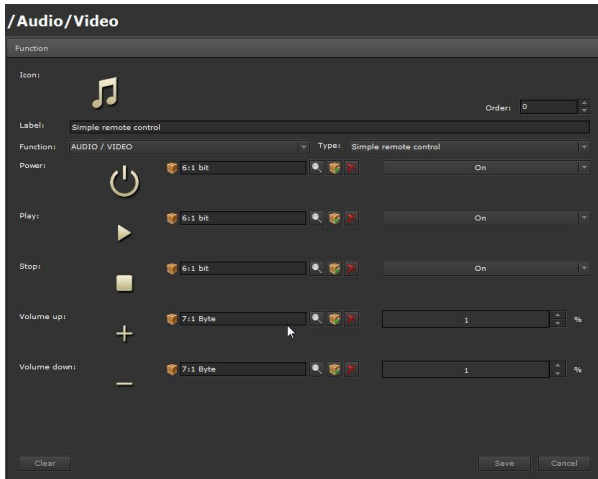 /Audio/Video
Function
Icon:
Order: 0
Label: Simple remote control
Function: AUDIO / VIDEO Type: Simple remote control
Power: 6:1 bit On
Play: 6:1 bit On
Stop: 6:1 bit On
Volume up: 7:1 Byte 1 %
Volume down: 7:1 Byte 1 %
Clear Save Cancel